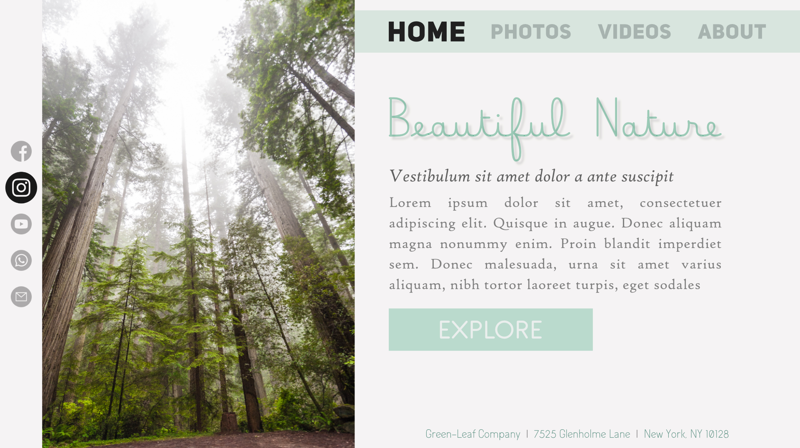 HOME PHOTOS VIDEOS ABOUT
Beautiful Nature
Vestibulum sit amet dolor a ante suscipit
Lorem ipsum dolor sit amet, consectetuer
adipiscing elit. Quisque in augue. Donec aliquam
magna nonummy enim. Proin blandit imperdiet
sem. Donec malesuada, urna sit amet varius
aliquam, nibh tortor laoreet turpis, eget sodales
EXPLORE
Green-Leaf Company | 7525 Glenholme Lane | New York, NY 10128